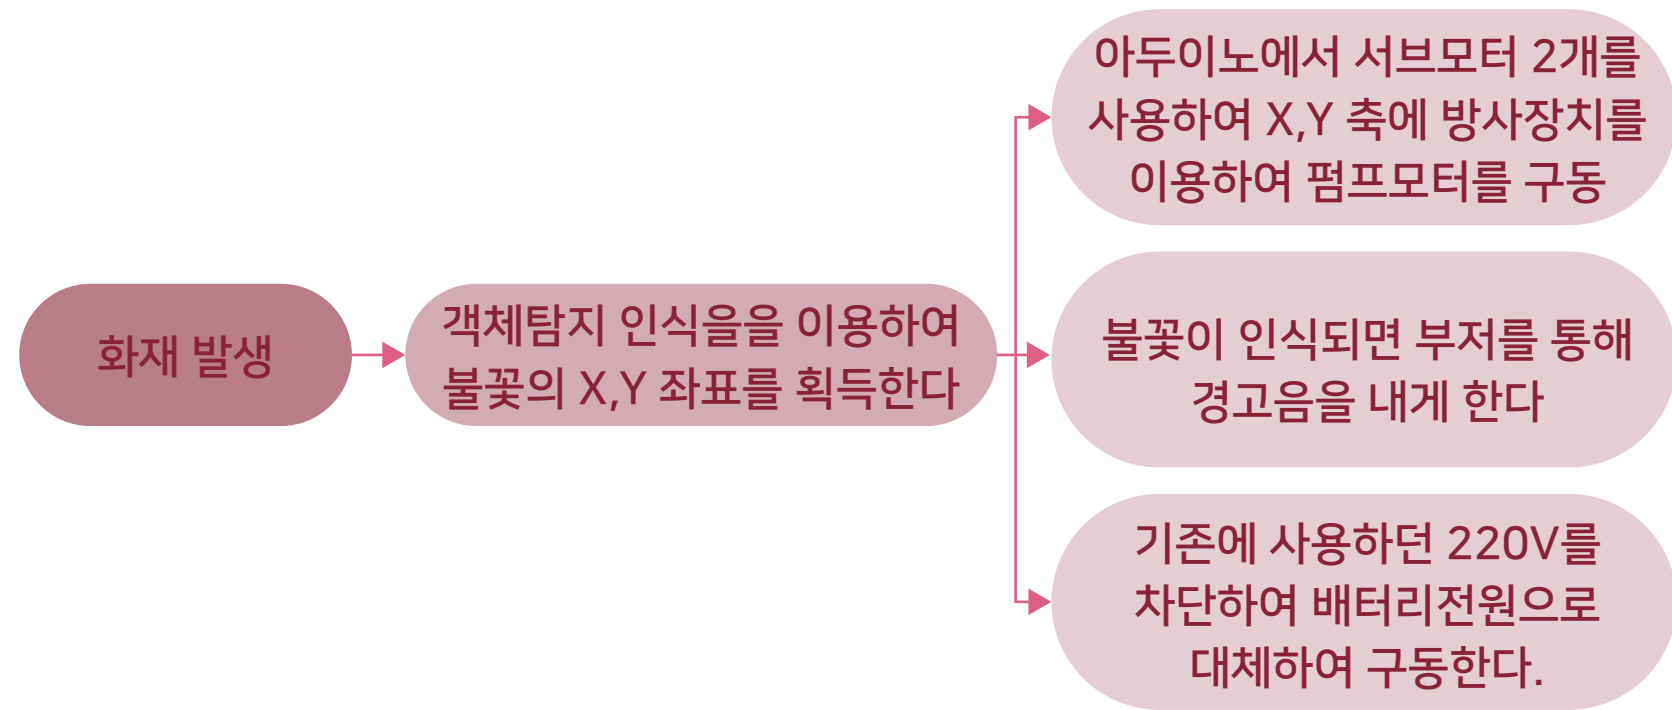 화재 발생
객체탐지 인식을을 이용하여
불꽃의 X,Y 좌표를 획득한다
아두이노에서 서브모터 2개를
사용하여 X,Y 축에 방사장치를
이용하여 펌프모터를 구동
불꽃이 인식되면 부저를 통해
경고음을 내게 한다
기존에 사용하던 220V를
차단하여 배터리전원으로
대체하여 구동한다.